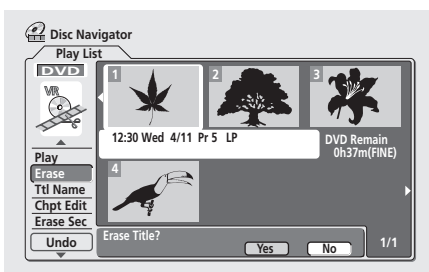 Disc Navigator
Play List
DVD
VR
1
2
3
12:30 Wed 4/11 Pr 5 LP
DVD Remain
0h37m(FINE)
4
Play
Erase
Ttl Name
Chpt Edit
Erase Sec
Undo
Erase Title?
Yes
No
1/1